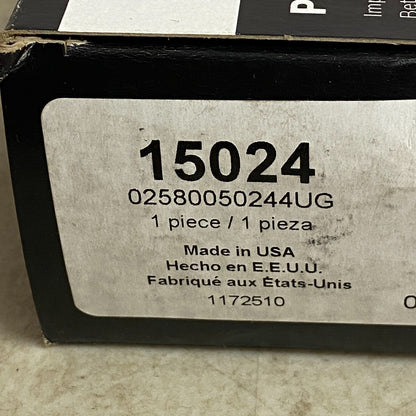 15024
02580050244UG
1 piece / 1 pieza
Made in USA
Hecho en E.E.U.U.
Fabriqué aux États-Unis
1172510